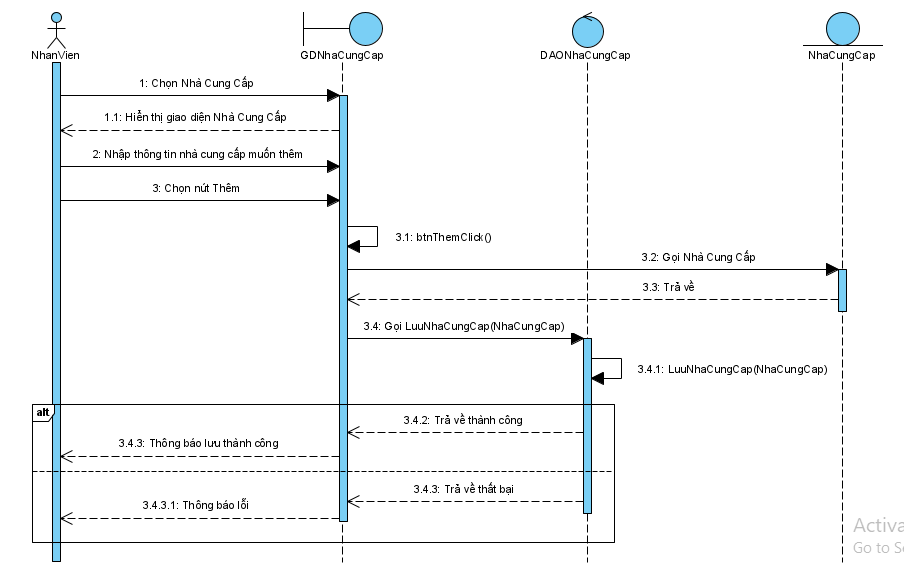 NhanVien
GDNhaCungCap
DAONhaCungCap
NhaCungCap
1: Chọn Nhà Cung Cấp
1.1: Hiển thị giao diện Nhà Cung Cấp
2: Nhập thông tin nhà cung cấp muốn thêm
3: Chọn nút Thêm
3.1: btnThemClick()
3.2: Gọi Nhà Cung Cấp
3.3: Trả về
3.4: Gọi LuuNhaCungCap(NhaCungCap)
3.4.1: LuuNhaCungCap(NhaCungCap)
alt
3.4.2: Trả về thành công
3.4.3: Thông báo lưu thành công
3.4.3: Trả về thất bại
3.4.3.1: Thông báo lỗi
Activa
Go to Se